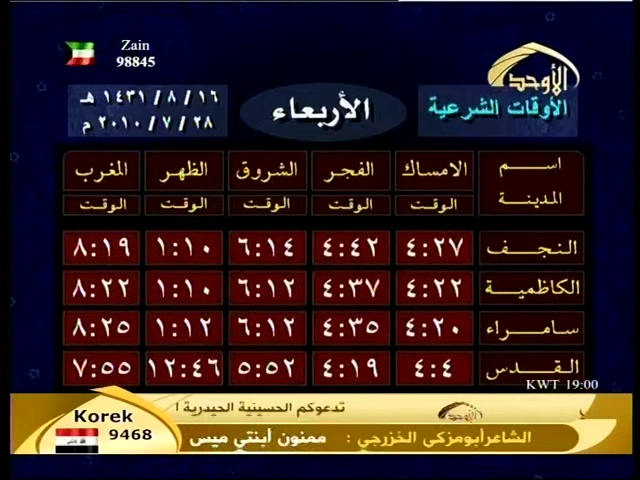 Zain
98845
الأوحد
١٦ / ٨ / ١٤٣١ هـ
٢٨ / ٧ / ٢٠١٠ م
الأربعاء
الأوقات الشرعية
اسم المدينة الامساك الفجر الشروق الظهر المغرب
الوقت الوقت الوقت الوقت الوقت
النجف ٤:٢٧ ٤:٤٢ ٦:١٤ ١:١٠ ٨:١٩
الكاظمية ٤:٢٢ ٤:٣٧ ٦:١٢ ١:١٠ ٨:٢٢
سامراء ٤:٢٠ ٤:٣٥ ٦:١٢ ١:١٢ ٨:٢٥
القدس ٤:٤ ٤:١٩ ٥:٥٢ ١٢:٤٦ ٧:٥٥
KWT 19:00
الأوحد تدعوكم الحسينية الحيدرية ا
Korek
9468
الشاعرأبومزكى الخزرجي : ممنون أبنتي ميس